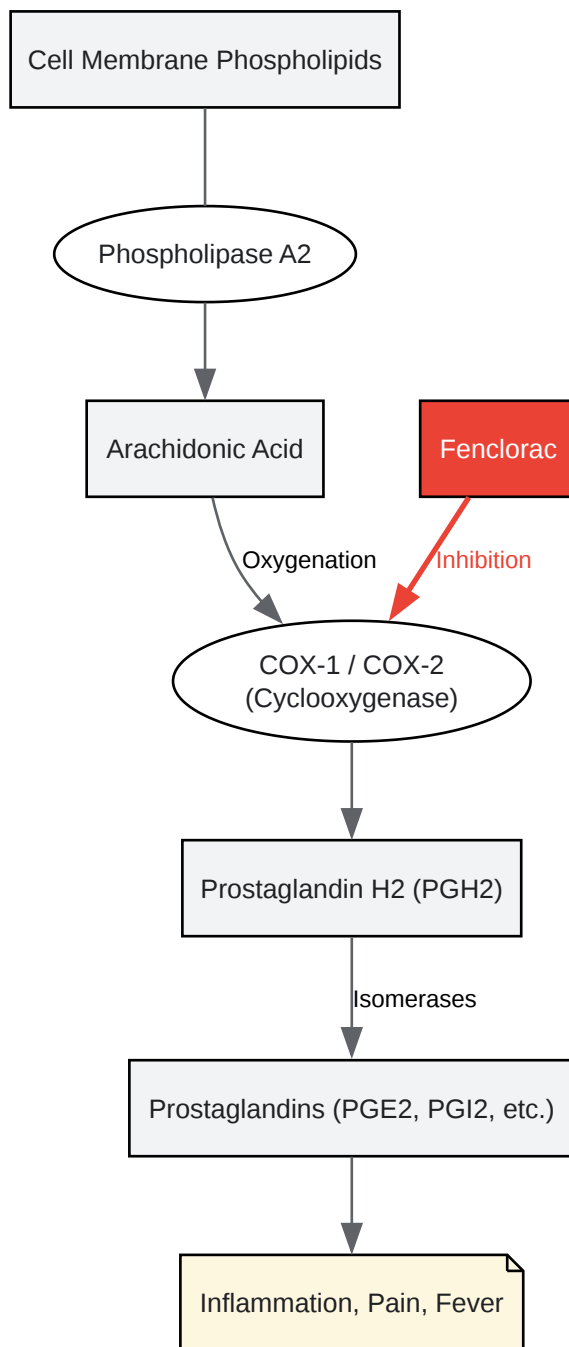 Cell Membrane Phospholipids
Phospholipase A2
Arachidonic Acid
Fenclorac
Oxygenation
Inhibition
COX-1 / COX-2
(Cyclooxygenase)
Prostaglandin H2 (PGH2)
Isomerases
Prostaglandins (PGE2, PGI2, etc.)
Inflammation, Pain, Fever